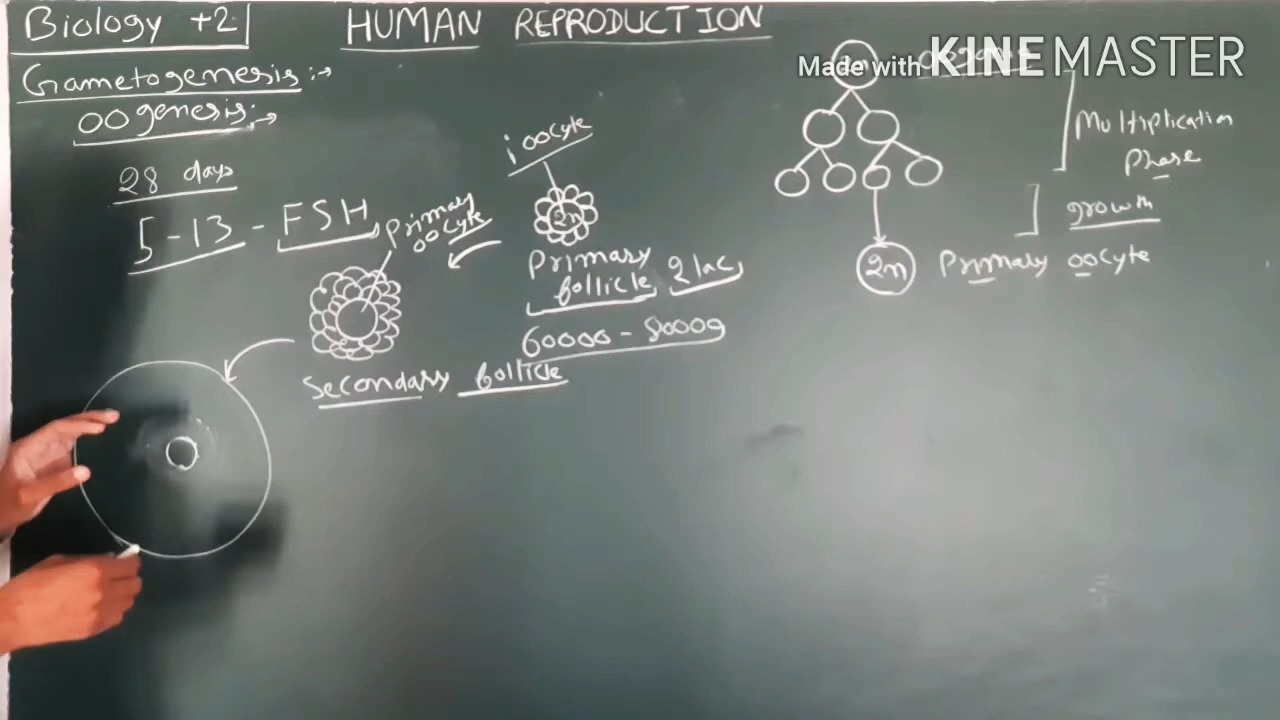 Biology +2
HUMAN REPRODUCTION
Gametogenesis :→
oogenesis :→
28 days
5-13 - FSH
Primary
oocyte
Secondary follicle
i oocyte
2n
Primary
follicle, 2 lac
60000 - 80000
Made with KINEMASTER
Multiplication
Phase
growth
2n Primary oocyte